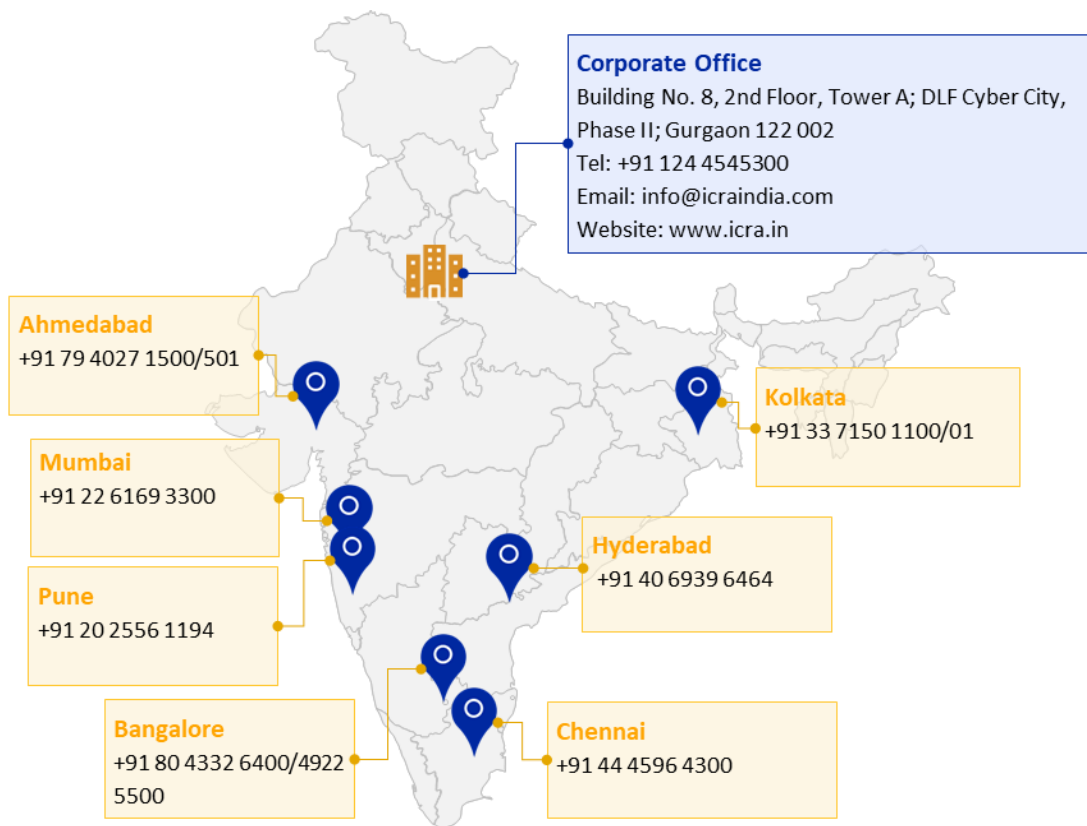 Corporate Office
Building No. 8, 2nd Floor, Tower A; DLF Cyber City,
Phase II; Gurgaon 122 002
Tel: +91 124 4545300
Email: info@icraindia.com
Website: www.icra.in
Ahmedabad
+91 79 4027 1500/501
Kolkata
+91 33 7150 1100/01
Mumbai
+91 22 6169 3300
Hyderabad
+91 40 6939 6464
Pune
+91 20 2556 1194
Bangalore
+91 80 4332 6400/4922
5500
Chennai
+91 44 4596 4300